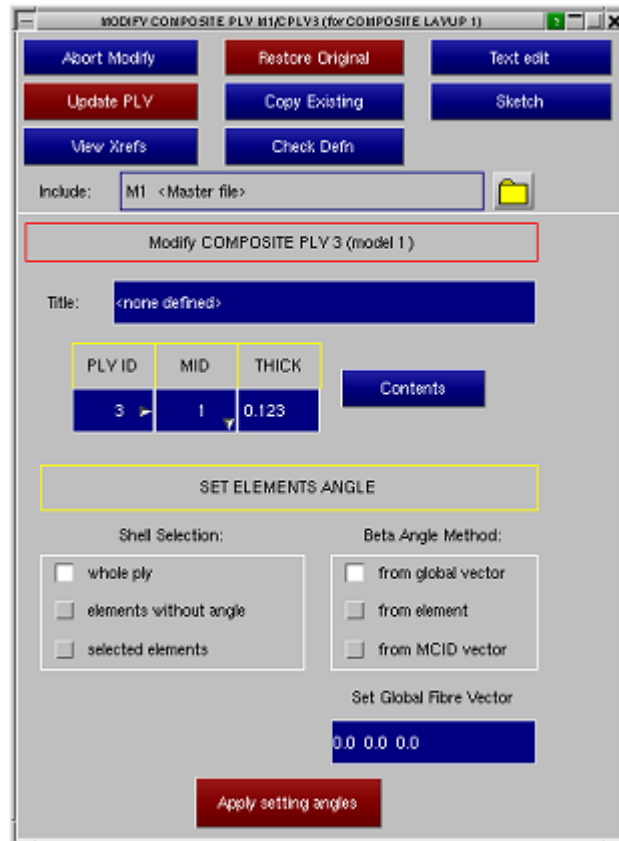 MODIFY COMPOSITE PLY M1/CPLY3 (for COMPOSITE LAYUP 1) ?
Abort Modify Restore Original Text edit
Update PLY Copy Existing Sketch
View Xrefs Check Defn
Include: M1 <Master file>
Modify COMPOSITE PLY 3 (model 1)
Title: <none defined>
PLY ID MID THICK
3 1 0.123 Contents
SET ELEMENTS ANGLE
Shell Selection: Beta Angle Method:
whole ply from global vector
elements without angle from element
selected elements from MCID vector
Set Global Fibre Vector
0.0 0.0 0.0
Apply setting angles